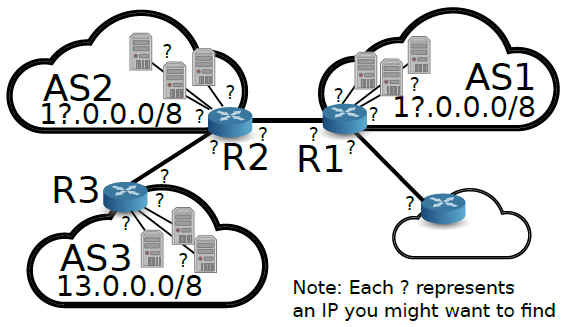 ?
?
?
AS2
1?.0.0.0/8
?
?
?
R2
AS1
1?.0.0.0/8
?
?
?
?
?
R1
R3
?
?
?
?
?
AS3
13.0.0.0/8
Note: Each ? represents
an IP you might want to find